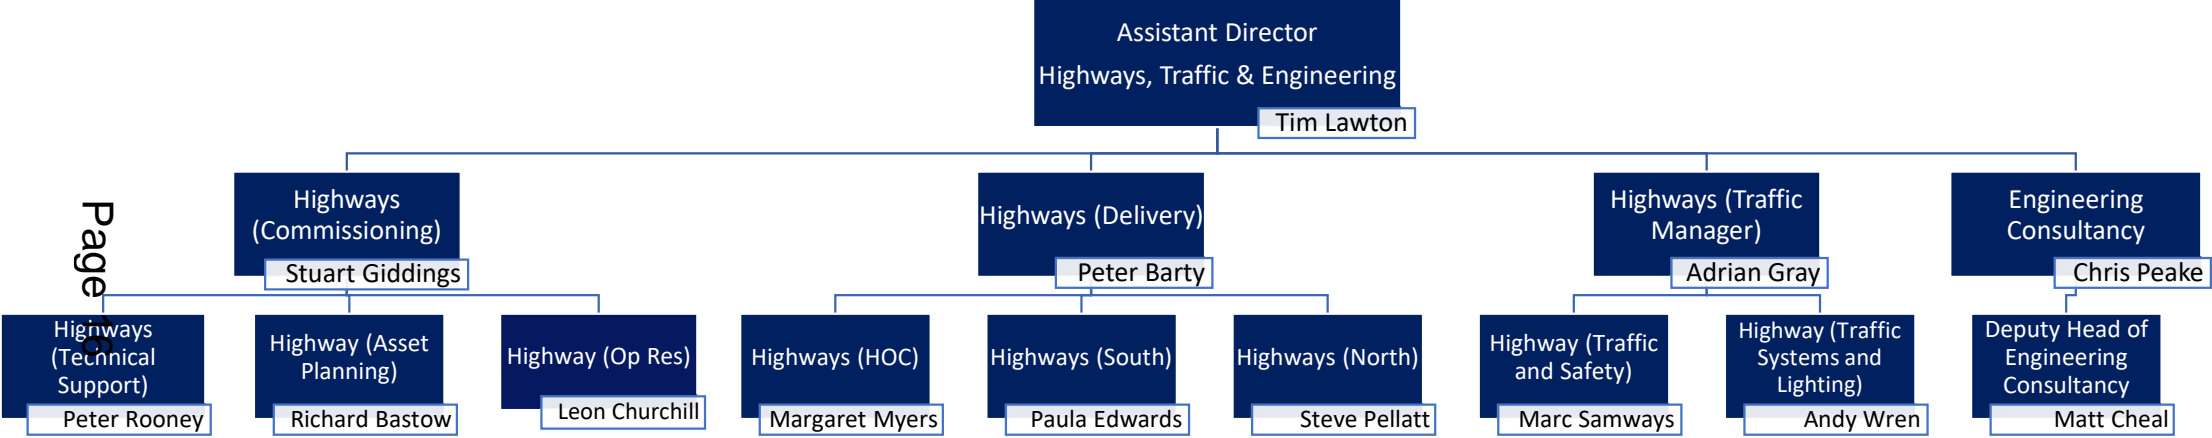 Assistant Director
Highways, Traffic & Engineering
Tim Lawton
Highways
(Commissioning)
Stuart Giddings
Highways (Delivery)
Peter Barty
Highways (Traffic
Manager)
Adrian Gray
Engineering
Consultancy
Chris Peake
Page 16
Highways
(Technical
Support)
Peter Rooney
Highway (Asset
Planning)
Richard Bastow
Highway (Op Res)
Leon Churchill
Highways (HOC)
Margaret Myers
Highways (South)
Paula Edwards
Highways (North)
Steve Pellatt
Highway (Traffic
and Safety)
Marc Samways
Highway (Traffic
Systems and
Lighting)
Andy Wren
Deputy Head of
Engineering
Consultancy
Matt Cheal